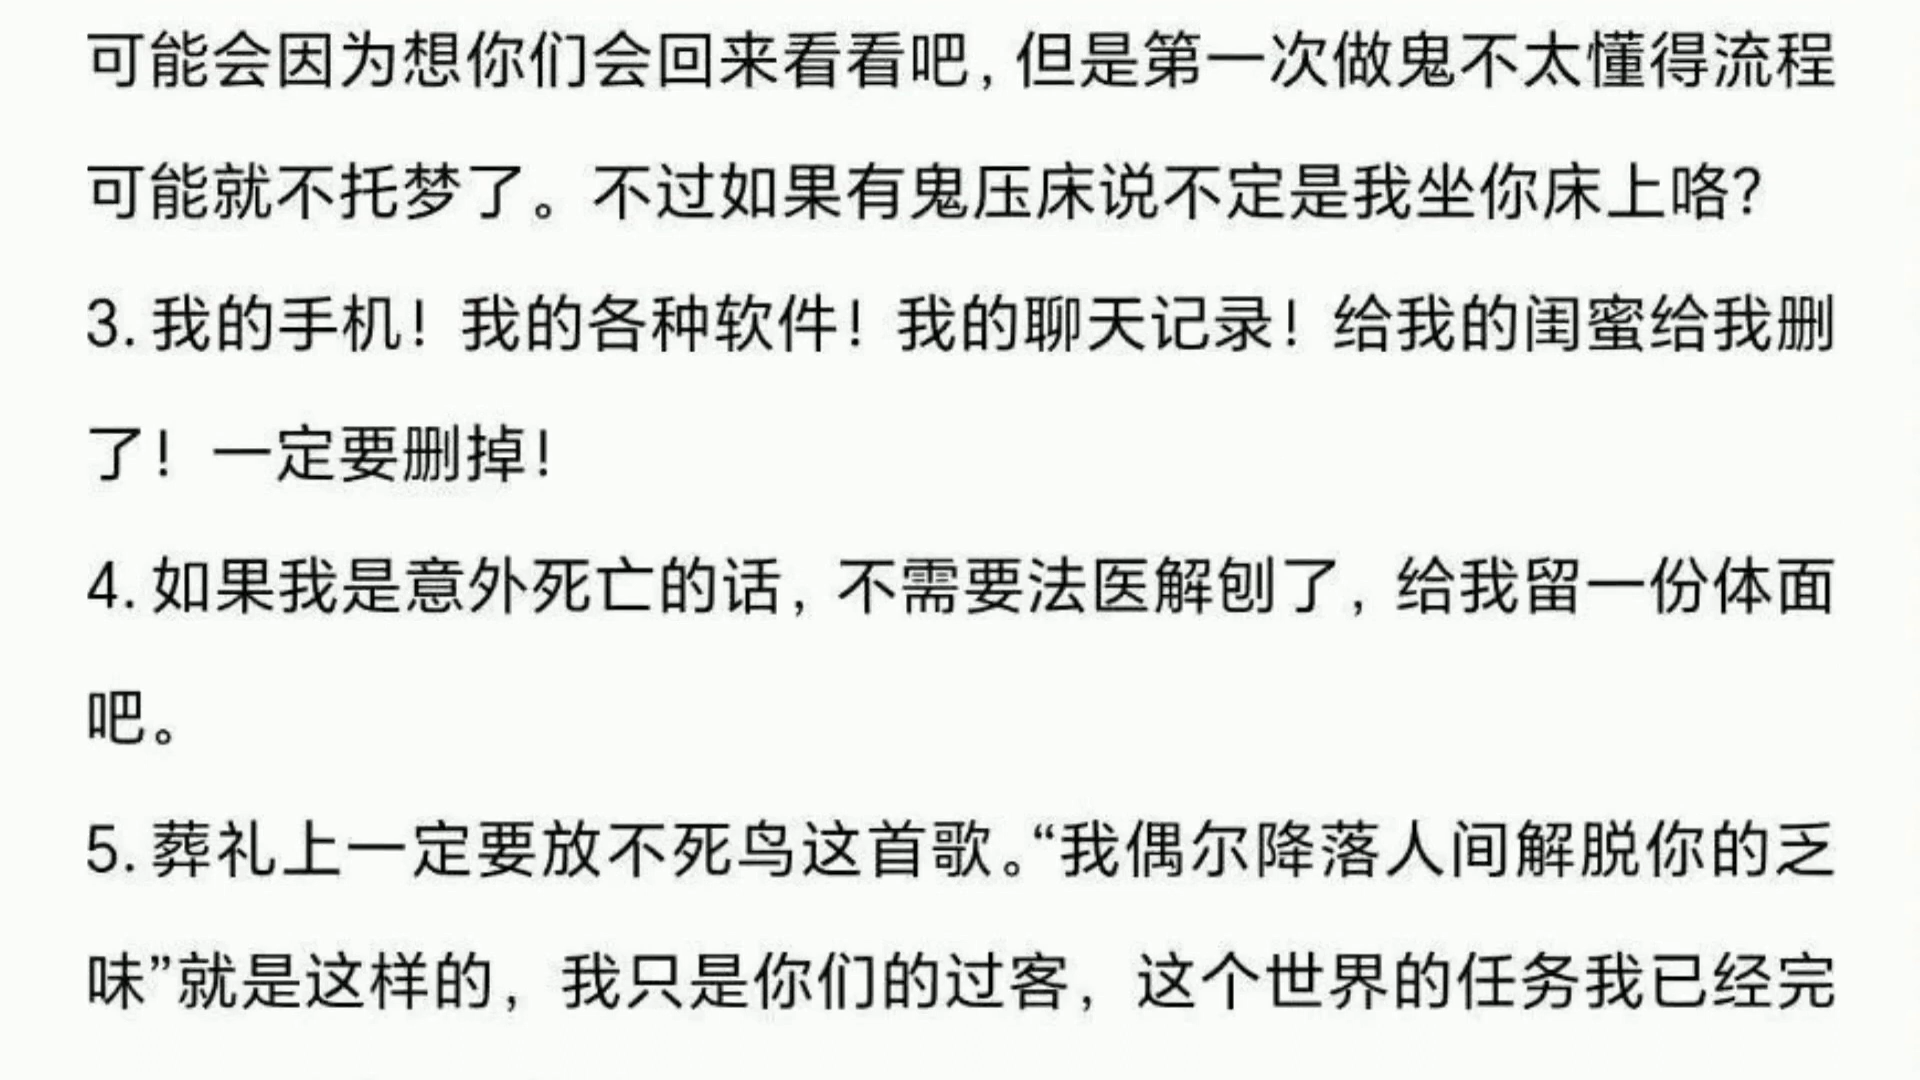 可能会因为想你们会回来看看吧，但是第一次做鬼不太懂得流程
可能就不托梦了。不过如果有鬼压床说不定是我坐你床上咯？
3.我的手机！我的各种软件！我的聊天记录！给我的闺蜜给我删
了！一定要删掉！
4.如果我是意外死亡的话，不需要法医解刨了，给我留一份体面
吧。
5.葬礼上一定要放不死鸟这首歌。“我偶尔降落人间解脱你的乏
味”就是这样的，我只是你们的过客，这个世界的任务我已经完